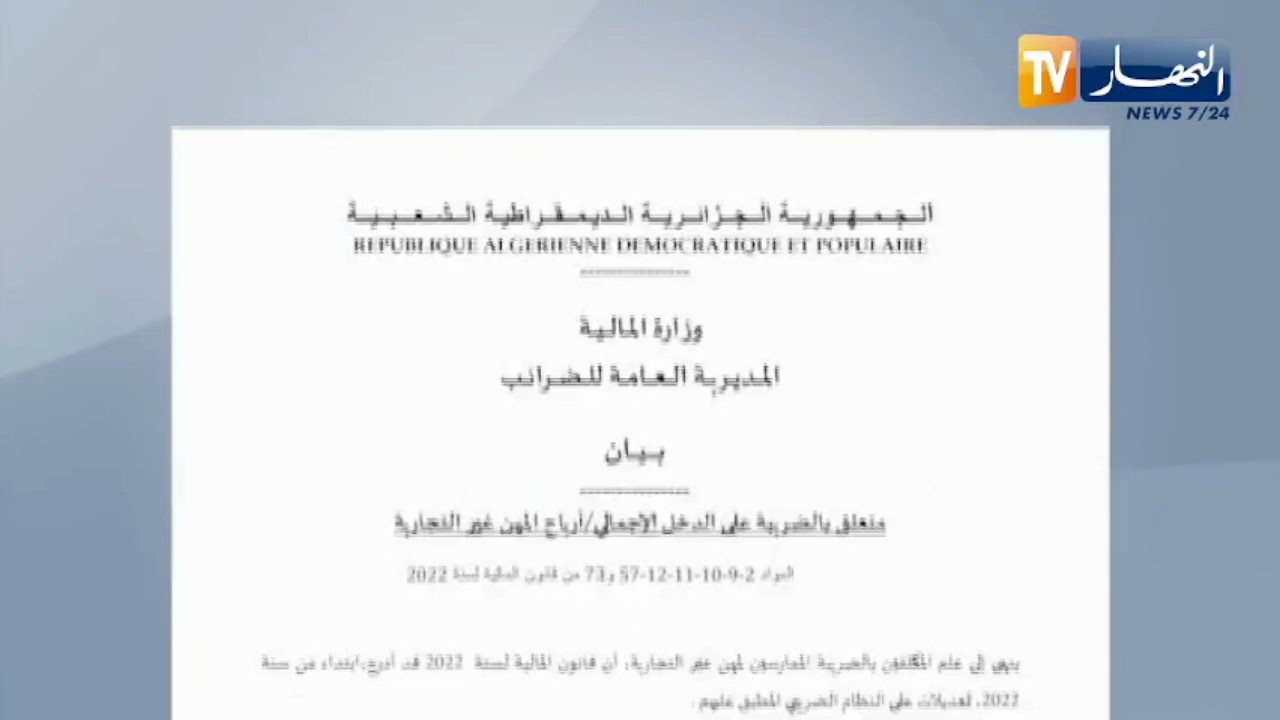 TV النهار
NEWS 7/24
الجمهورية الجزائرية الديمقراطية الشعبية
REPUBLIQUE ALGERIENNE DEMOCRATIQUE ET POPULAIRE
---------------
وزارة المالية
المديرية العامة للضرائب
بيان
---------------
متعلق بالضريبة على الدخل الاجمالي/أرباح المهن غير التجارية
المواد 2-9-10-11-12-57 و73 من قانون المالية لسنة 2022
ينهى إلى علم المكلفين بالضريبة الممارسين لمهن غير التجارية، أن قانون المالية لسنة 2022 قد أدرج، ابتداء من سنة
2022، تعديلات على النظام الضريبي المطبق عليهم.